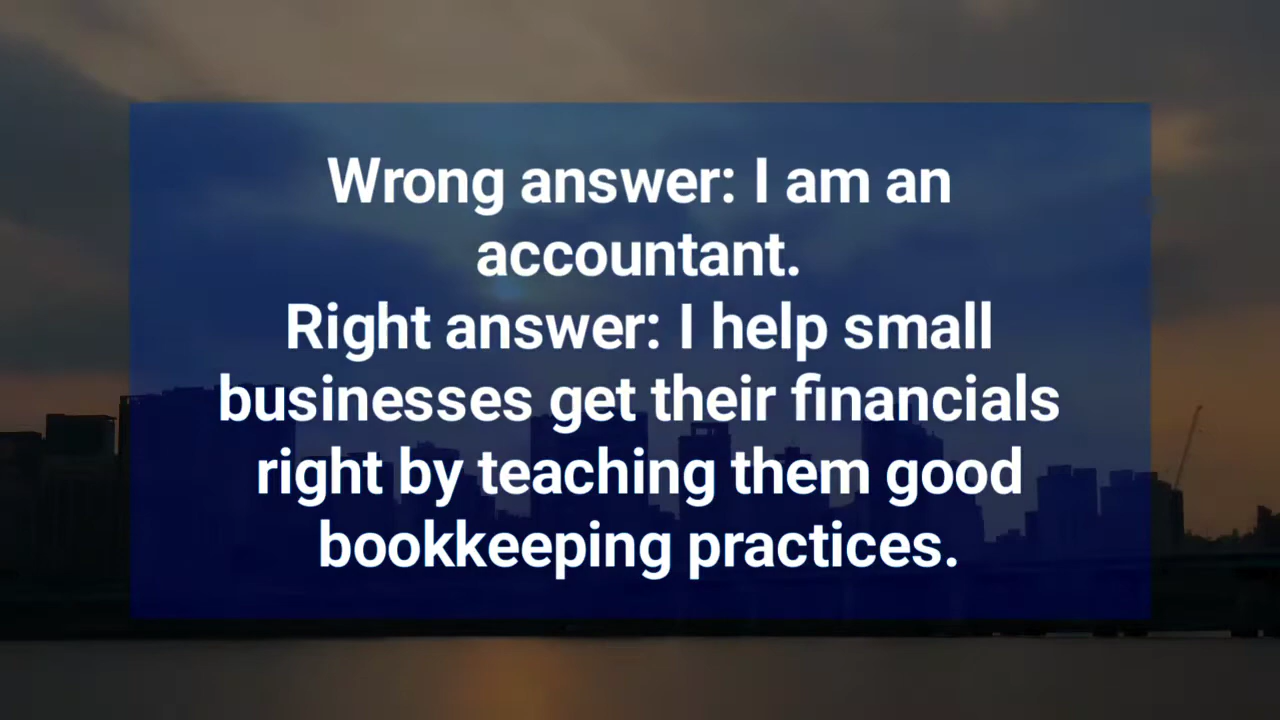 Wrong answer: I am an
accountant.
Right answer: I help small
businesses get their financials
right by teaching them good
bookkeeping practices.